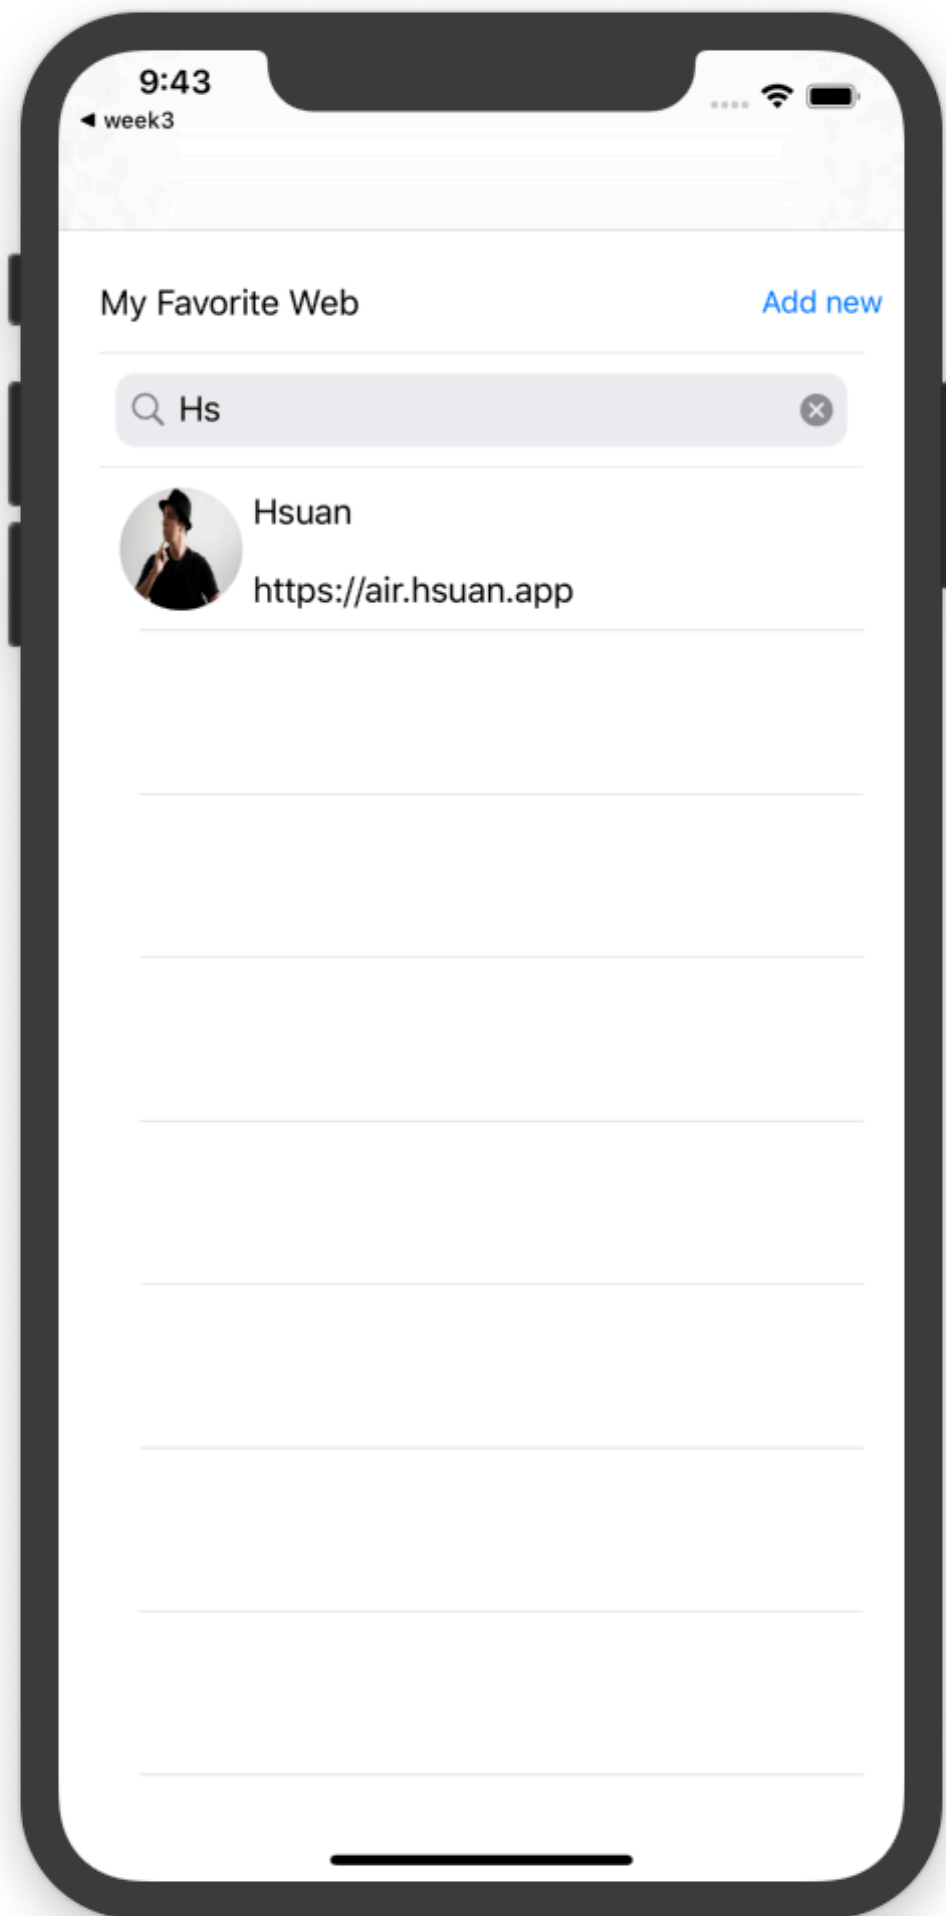 9:43
◀ week3
My Favorite Web
Add new
Hs
Hsuan
https://air.hsuan.app